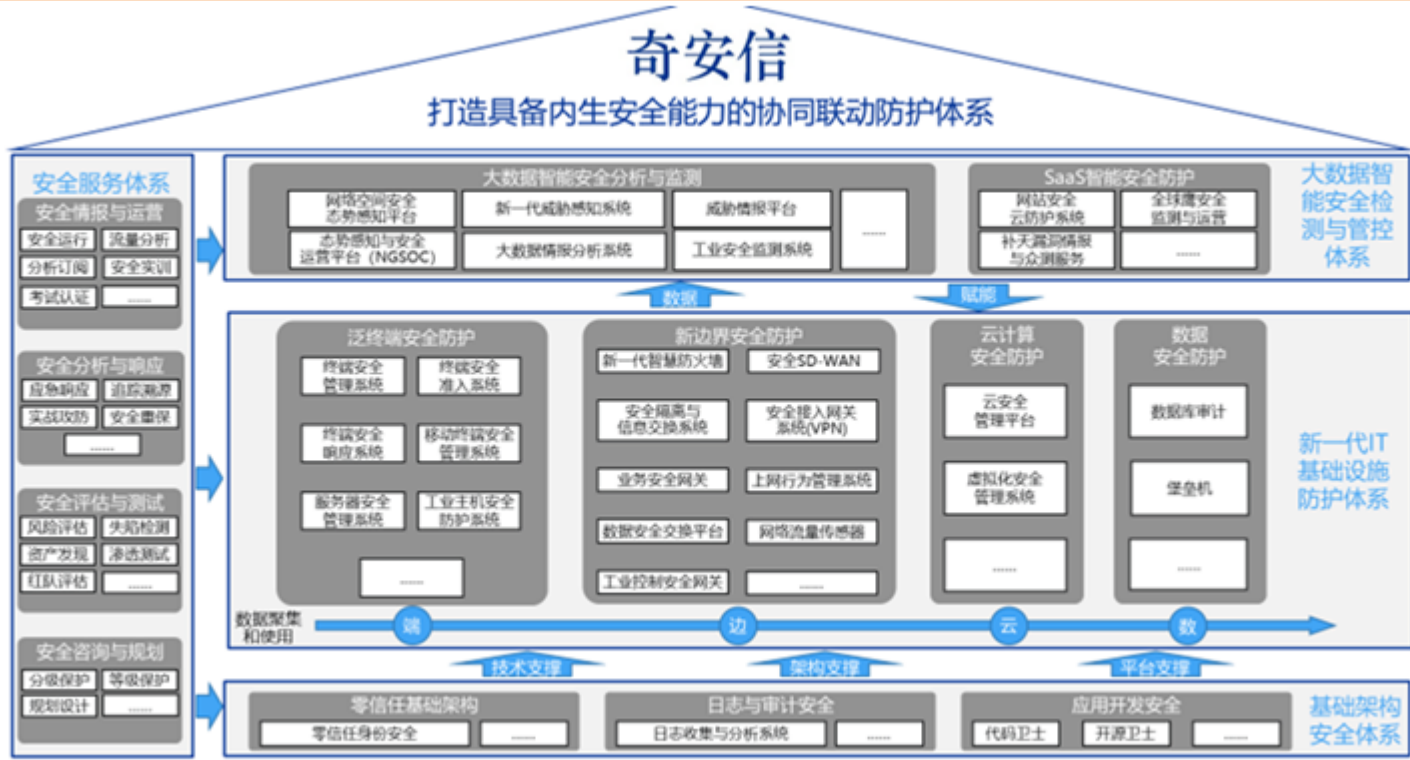 奇安信
打造具备内生安全能力的协同联动防护体系
安全服务体系
安全情报与运营
安全运行
流量分析
分析订阅
安全实训
考试认证
......
安全分析与响应
应急响应
追踪溯源
实战攻防
安全重保
......
安全评估与测试
风险评估
失陷检测
资产发现
渗透测试
红队评估
......
安全咨询与规划
分级保护
等级保护
规划设计
......
大数据智能安全分析与监测
网络空间安全
态势感知平台
新一代威胁感知系统
威胁情报平台
态势感知与安全
运营平台（NGSOC）
大数据情报分析系统
工业安全监测系统
......
SaaS智能安全防护
网站安全
云防护系统
全球鹰安全
监测与运营
补天漏洞情报
与众测服务
......
大数据智
能安全检
测与管控
体系
数据
赋能
泛终端安全防护
终端安全
管理系统
终端安全
准入系统
终端安全
响应系统
移动终端安全
管理系统
服务器安全
管理系统
工业主机安全
防护系统
......
新边界安全防护
新一代智慧防火墙
安全SD-WAN
安全隔离与
信息交换系统
安全接入网关
系统(VPN)
业务安全网关
上网行为管理系统
数据安全交换平台
网络流量传感器
工业控制安全网关
......
云计算
安全防护
云安全
管理平台
虚拟化安全
管理系统
......
数据
安全防护
数据库审计
堡垒机
......
新一代IT
基础设施
防护体系
数据聚集
和使用
端
边
云
数
技术支撑
架构支撑
平台支撑
零信任基础架构
零信任身份安全
......
日志与审计安全
日志收集与分析系统
......
应用开发安全
代码卫士
开源卫士
......
基础架构
安全体系